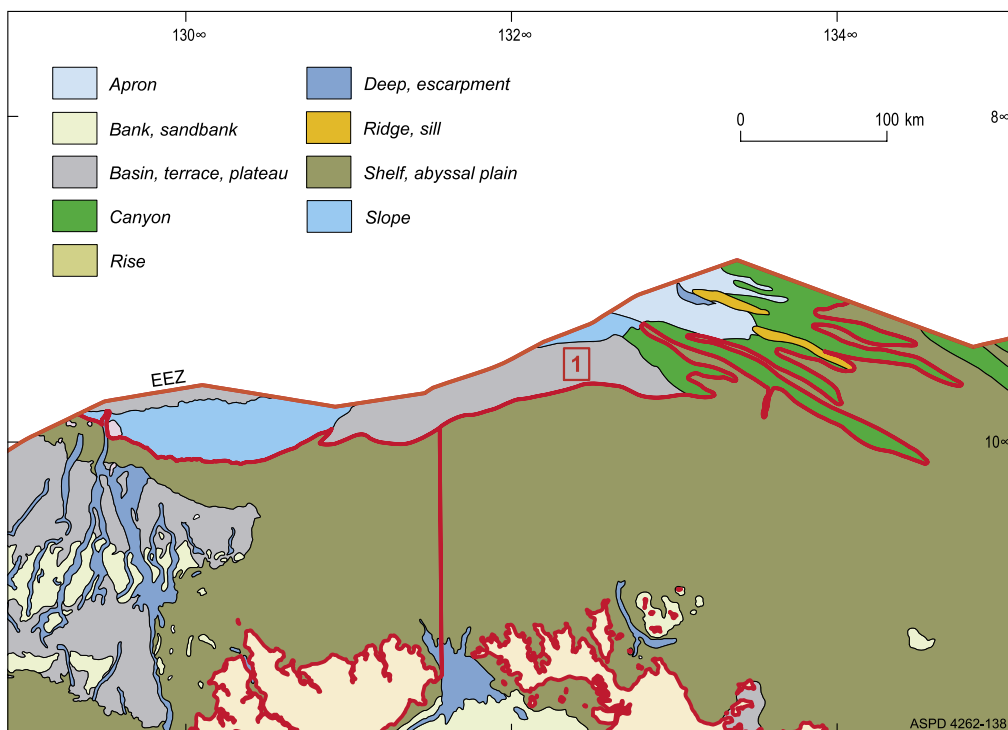 130∞ 132∞ 134∞
Apron Deep, escarpment
0 100 km 8∞
Bank, sandbank Ridge, sill
Basin, terrace, plateau Shelf, abyssal plain
Canyon Slope
Rise
1
EEZ
10∞
ASPD 4262-138